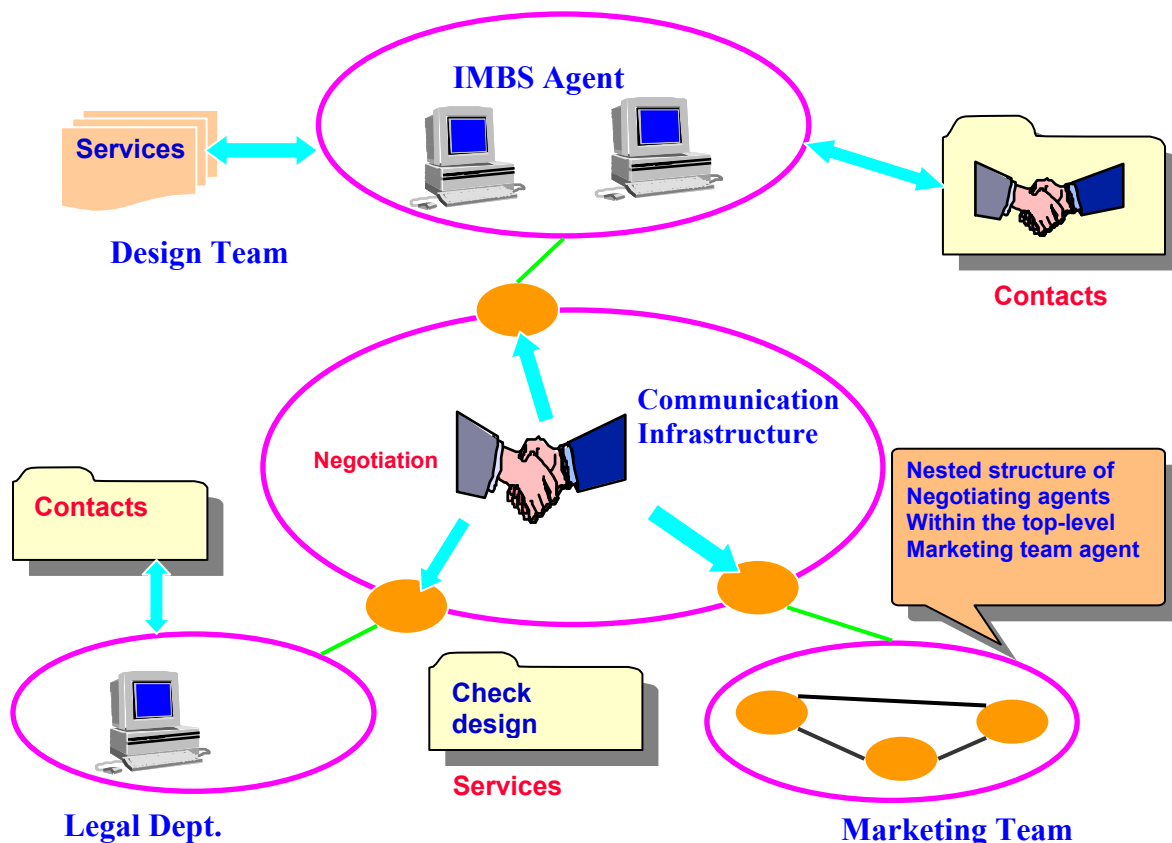 IMBS Agent
Services
Design Team
Contacts
Communication
Infrastructure
Negotiation
Nested structure of
Negotiating agents
Within the top-level
Marketing team agent
Contacts
Check
design
Services
Legal Dept.
Marketing Team